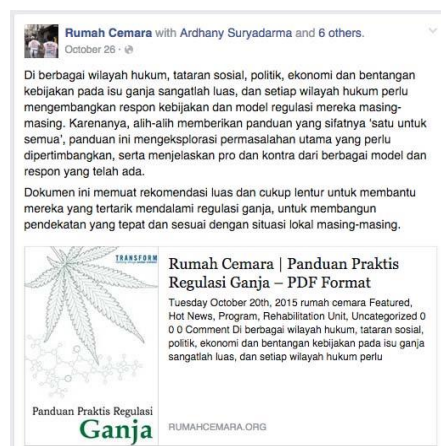 Rumah Cemara with Ardhany Suryadarma and 6 others.
October 26 ·
Di berbagai wilayah hukum, tataran sosial, politik, ekonomi dan bentangan
kebijakan pada isu ganja sangatlah luas, dan setiap wilayah hukum perlu
mengembangkan respon kebijakan dan model regulasi mereka masing-
masing. Karenanya, alih-alih memberikan panduan yang sifatnya ‘satu untuk
semua’, panduan ini mengeksplorasi permasalahan utama yang perlu
dipertimbangkan, serta menjelaskan pro dan kontra dari berbagai model dan
respon yang telah ada.
Dokumen ini memuat rekomendasi luas dan cukup lentur untuk membantu
mereka yang tertarik mendalami regulasi ganja, untuk membangun
pendekatan yang tepat dan sesuai dengan situasi lokal masing-masing.
TRANSFORM
Panduan Praktis Regulasi
Ganja
Rumah Cemara | Panduan Praktis
Regulasi Ganja – PDF Format
Tuesday October 20th, 2015 rumah cemara Featured,
Hot News, Program, Rehabilitation Unit, Uncategorized 0
0 0 Comment Di berbagai wilayah hukum, tataran sosial,
politik, ekonomi dan bentangan kebijakan pada isu ganja
sangatlah luas, dan setiap wilayah hukum perlu
RUMAHCEMARA.ORG